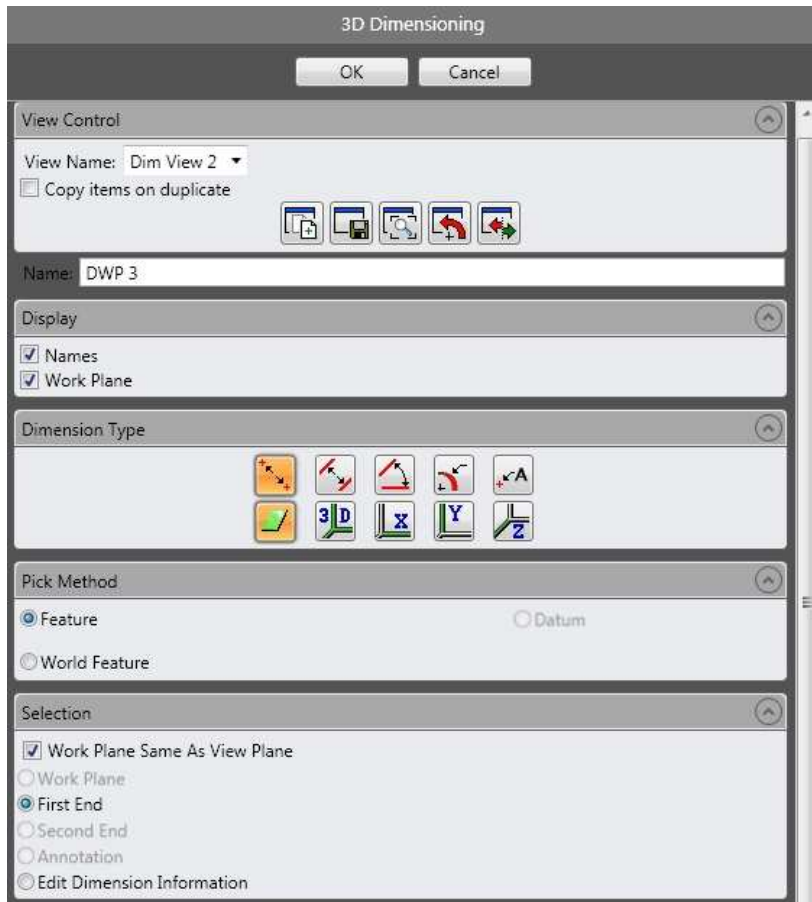 3D Dimensioning
OK Cancel
View Control
View Name: Dim View 2
Copy items on duplicate
Name: DWP 3
Display
Names
Work Plane
Dimension Type
A
3 D X Y Z
Pick Method
Feature Datum
World Feature
Selection
Work Plane Same As View Plane
Work Plane
First End
Second End
Annotation
Edit Dimension Information